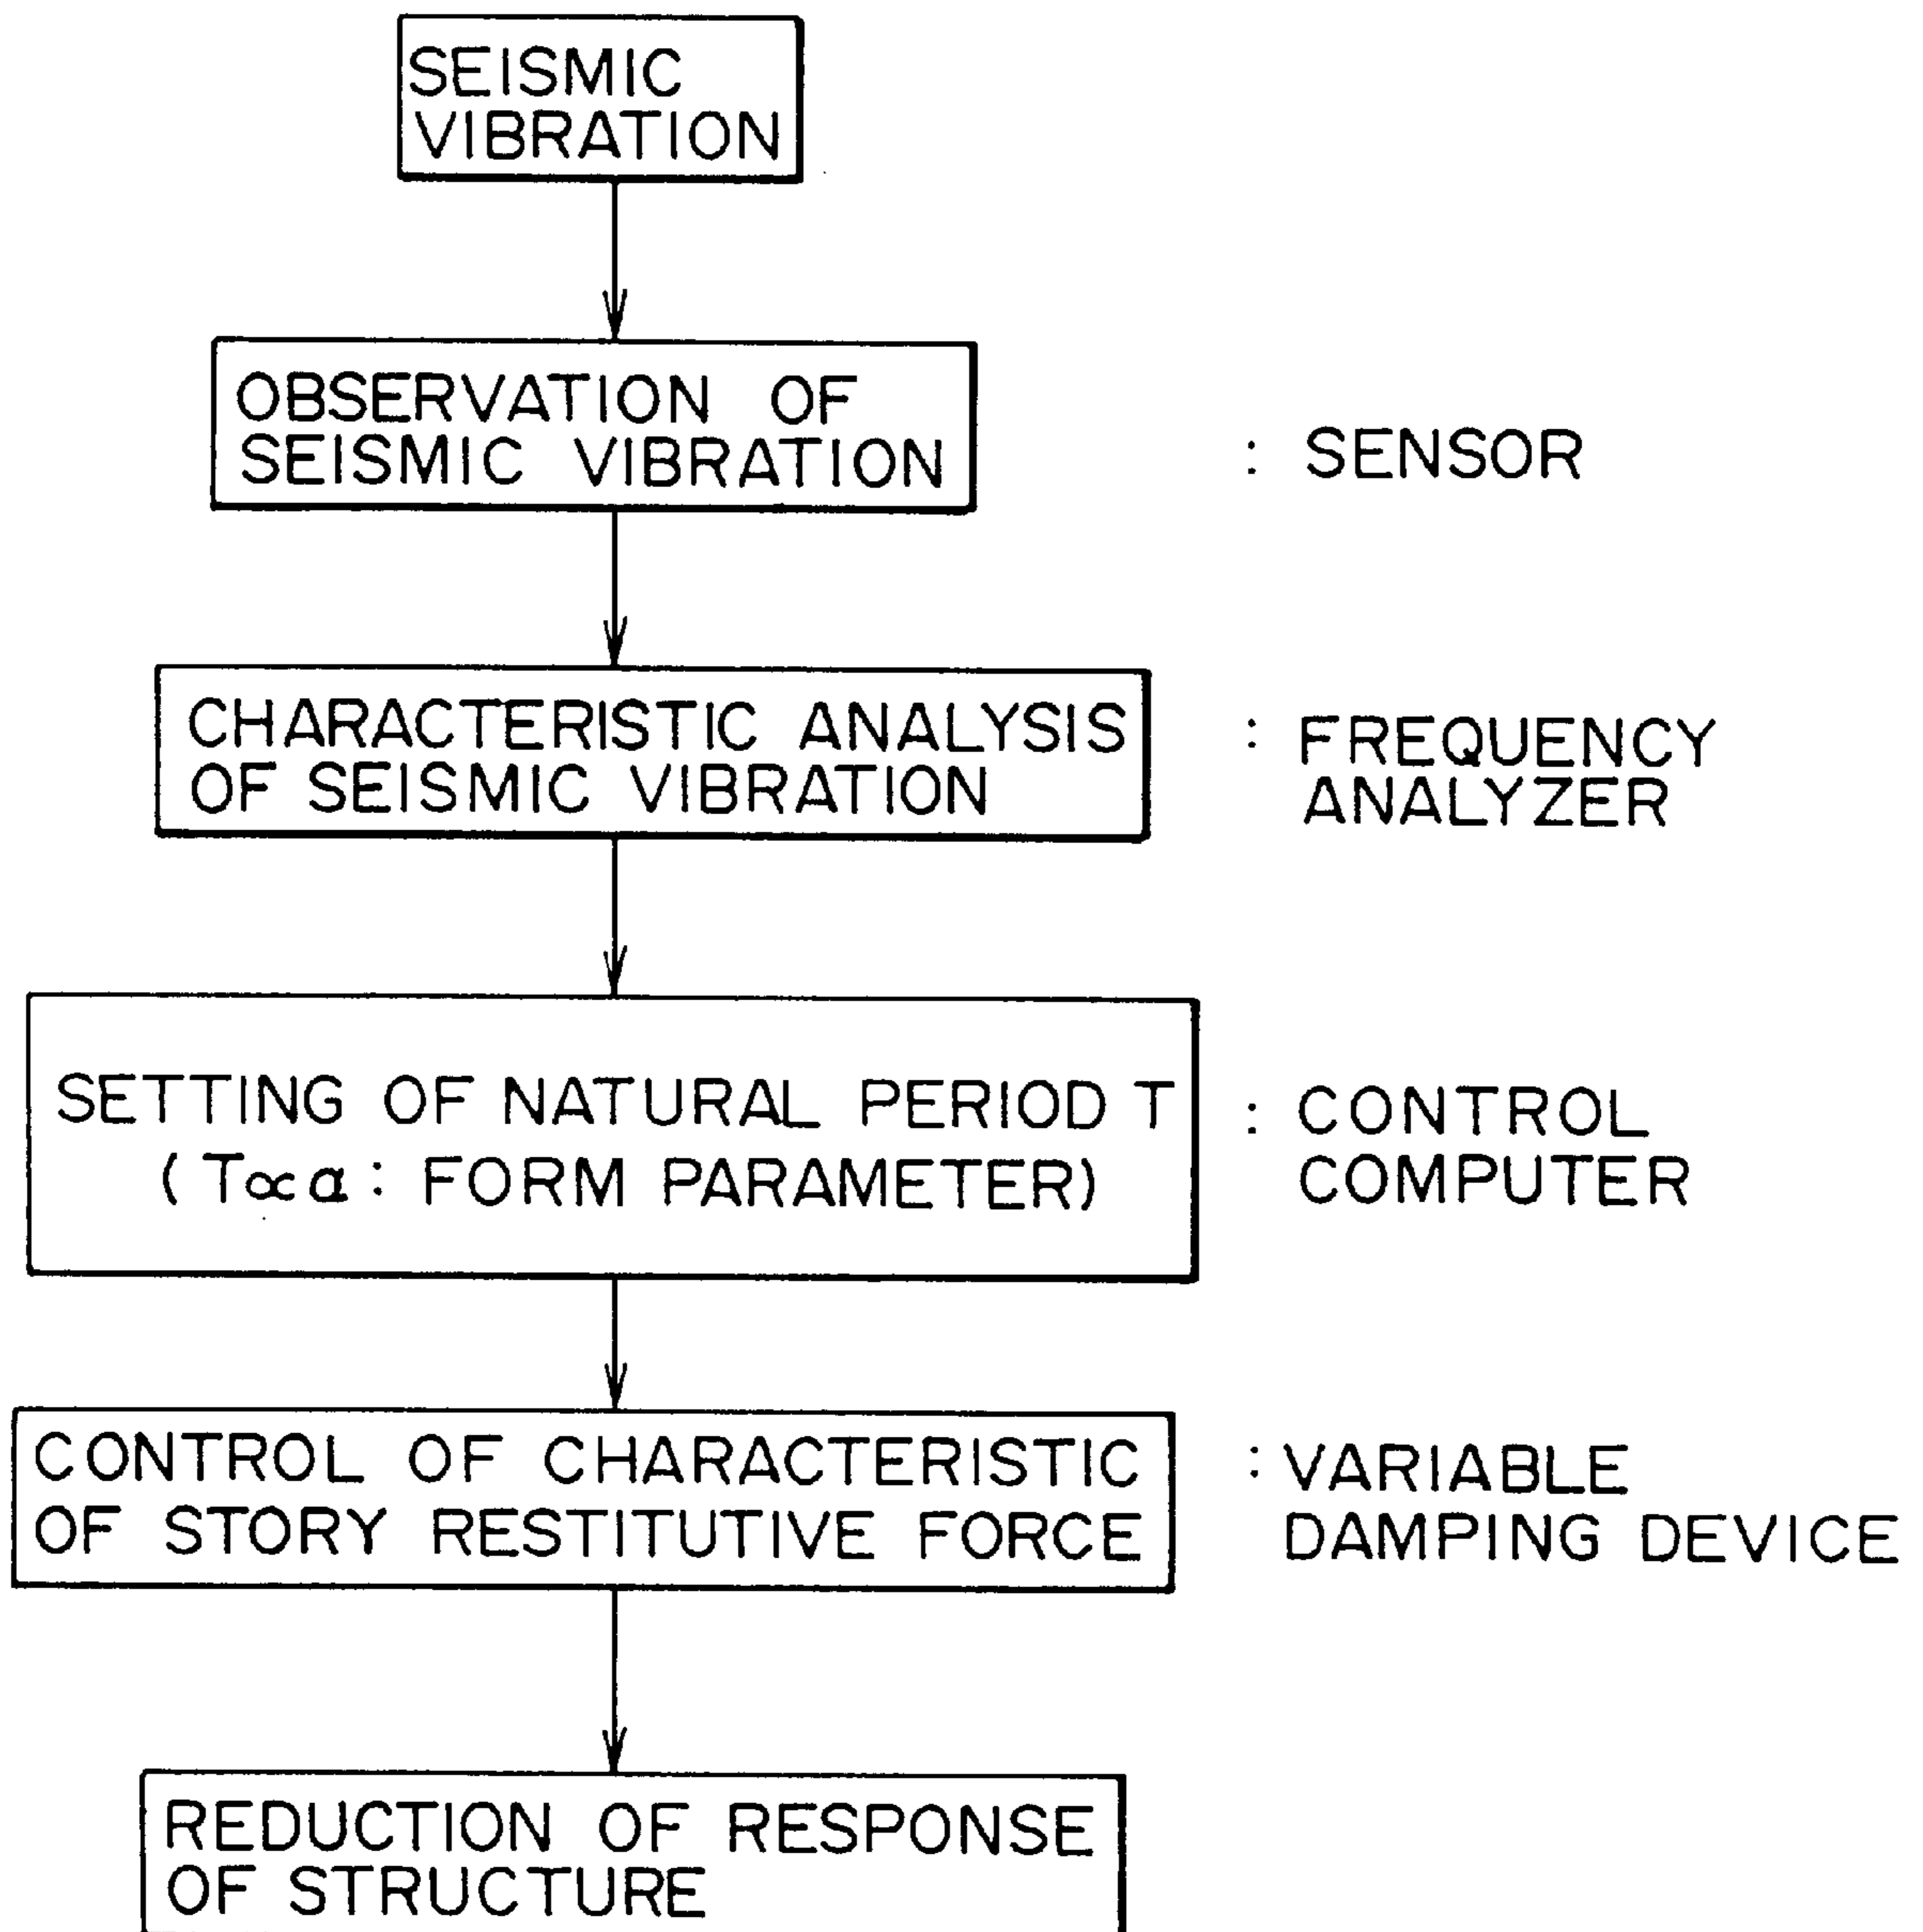 SEISMIC
VIBRATION
OBSERVATION OF
SEISMIC VIBRATION
: SENSOR
CHARACTERISTIC ANALYSIS
OF SEISMIC VIBRATION
: FREQUENCY
ANALYZER
SETTING OF NATURAL PERIOD T
( T∝α : FORM PARAMETER)
: CONTROL
COMPUTER
CONTROL OF CHARACTERISTIC
OF STORY RESTITUTIVE FORCE
: VARIABLE
DAMPING DEVICE
REDUCTION OF RESPONSE
OF STRUCTURE